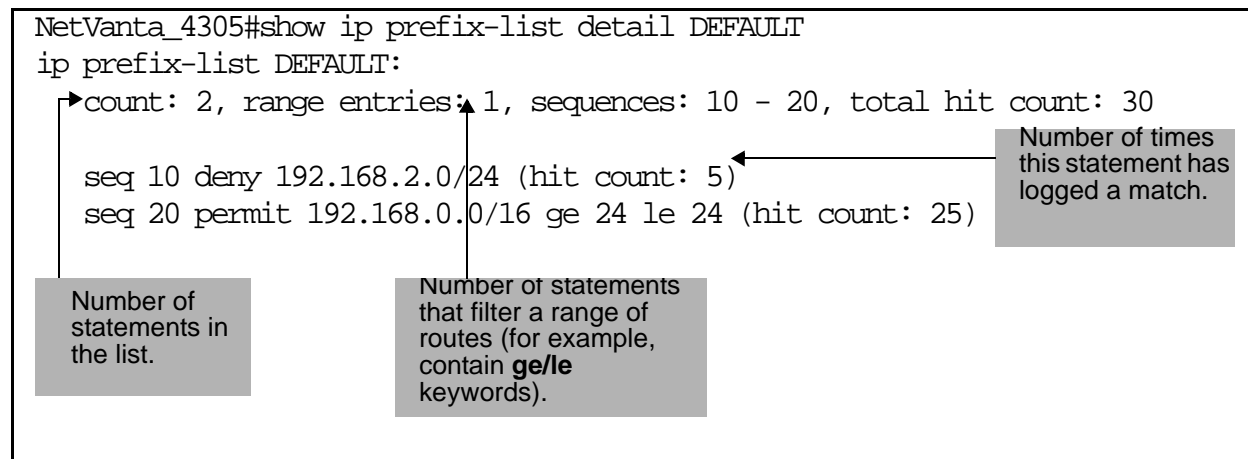 NetVanta_4305#show ip prefix-list detail DEFAULT
ip prefix-list DEFAULT:
count: 2, range entries: 1, sequences: 10 - 20, total hit count: 30
Number of times
this statement has
logged a match.
seq 10 deny 192.168.2.0/24 (hit count: 5)
seq 20 permit 192.168.0.0/16 ge 24 le 24 (hit count: 25)
Number of
statements in
the list.
Number of statements
that filter a range of
routes (for example,
contain ge/le
keywords).